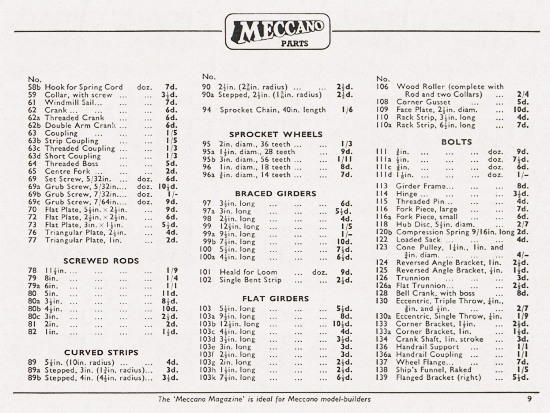 MECCANO
PARTS
No.
58b Hook for Spring Cord doz. 7d.
59 Collar, with screw ... ... 3½d.
61 Windmill Sail... ... ... 7d.
62 Crank ... ... ... ... 6d.
62a Threaded Crank ... ... 6d.
62b Double Arm Crank ... ... 6d.
63 Coupling ... ... ... 1/5
63b Strip Coupling ... ... 1/5
63c Threaded Coupling ... 1/3
63d Short Coupling ... ... 1/3
64 Threaded Boss ... ... 5d.
65 Centre Fork ... ... ... 2d.
69 Set Screw, 5/32in... doz. 6d.
69a Grub Screw, 5/32in.... doz. 10½d.
69b Grub Screw, 7/32in.... doz. 1/-
69c Grub Screw, 7/64in.... doz. 9d.
70 Flat Plate, 5½in. × 2½in. ... 9d.
72 Flat Plate, 2½in. × 2½in. ... 6d.
73 Flat Plate, 3in. × 1½in. ... 5½d.
76 Triangular Plate, 2½in. ... 4d.
77 Triangular Plate, 1in. ... 2d.
SCREWED RODS
78 11½in. ... ... ... ... 1/9
79 8in. ... ... ... ... 1/4
79a 6in. ... ... ... ... 1/1
80 5in. ... ... ... ... 11d.
80a 3½in. ... ... ... ... 8½d.
80b 4½in. ... ... ... ... 10d.
80c 3in. ... ... ... ... 2½d.
81 2in. ... ... ... ... 2d.
82 1in. ... ... ... ... 1½d.
CURVED STRIPS
89 5½in. (10in. radius) ... 4d.
89a Stepped, 3in. (1¾in. radius)... 3½d.
89b Stepped, 4in. (4½in. radius)... 3½d.
No.
90 2½in. (2⅜in. radius) ... 2½d.
90a Stepped, 2½in. (1⅜in. radius) 2½d.
94 Sprocket Chain, 40in. length 1/6
SPROCKET WHEELS
95 2in. diam., 36 teeth ... ... 1/3
95a 1½in. diam., 28 teeth ... 9d.
95b 3in. diam., 56 teeth ... ... 1/11
96 1in. diam., 18 teeth ... ... 8d.
96a ¾in. diam., 14 teeth ... 7d.
BRACED GIRDERS
97 3½in. long ... ... ... 6d.
97a 3in. long ... ... ... 5½d.
98 2½in. long ... ... ... 4d.
99 12½in. long ... ... ... 1/5
99a 9½in. long ... ... ... 1/-
99b 7½in. long ... ... ... 10d.
100 5½in. long ... ... ... 7½d.
100a 4½in. long ... ... ... 6½d.
101 Heald for Loom ... doz. 9d.
102 Single Bent Strip ... ... 2½d.
FLAT GIRDERS
103 5½in. long ... ... ... 5½d.
103a 9½in. long ... ... ... 8d.
103b 12½in. long ... ... ... 10½d.
103c 4½in. long ... ... ... 4d.
103d 3½in. long ... ... ... 3½d.
103e 3in. long ... ... ... 3d.
103f 2½in. long ... ... ... 3d.
103g 2in. long ... ... ... 2½d.
103h 1½in. long ... ... ... 2½d.
103k 7½in. long ... ... ... 6½d.
No.
106 Wood Roller (complete with
Rod and two Collars) ... 2/4
108 Corner Gusset ... ... 5d.
109 Face Plate, 2½in. diam. ... 10d.
110 Rack Strip, 3½in. long ... 4d.
110a Rack Strip, 6½in. long ... 7d.
BOLTS
111 ¾in. ... ... ... doz. 9d.
111a ½in. ... ... ... doz. 7½d.
111c ⅜in. ... ... ... doz. 6d.
111d 1⅛in. ... ... ... doz. 1/-
113 Girder Frame... ... ... 8d.
114 Hinge ... ... ... ... 3½d.
115 Threaded Pin... ... ... 4d.
116 Fork Piece, large ... ... 7d.
116a Fork Piece, small ... ... 6d.
118 Hub Disc, 5½in. diam. ... 2/7
120b Compression Spring 9/16in. long 2d.
122 Loaded Sack ... ... ... 4d.
123 Cone Pulley, 1¼in., 1in. and
¾in. diam. ... ... ... 4/-
124 Reversed Angle Bracket, 1in. 2½d.
125 Reversed Angle Bracket, ½in. 1½d.
126 Trunnion ... ... ... 3d.
126a Flat Trunnion... ... ... 2½d.
128 Bell Crank, with boss ... 8d.
130 Eccentric, Triple Throw, ¼in.,
⅜in. and ½in. ... ... 2/7
130a Eccentric, Single Throw, ¼in. 1/9
133 Corner Bracket, 1½in. ... 2½d.
133a Corner Bracket, 1in. ... 1½d.
134 Crank Shaft, 1in. stroke ... 3d.
136 Handrail Support ... ... 1/1
136a Handrail Coupling ... ... 1/1
137 Wheel Flange... ... ... 7d.
138 Ship's Funnel, Raked ... 1/5
139 Flanged Bracket (right) ... 5½d.
The 'Meccano Magazine' is ideal for Meccano model-builders
9